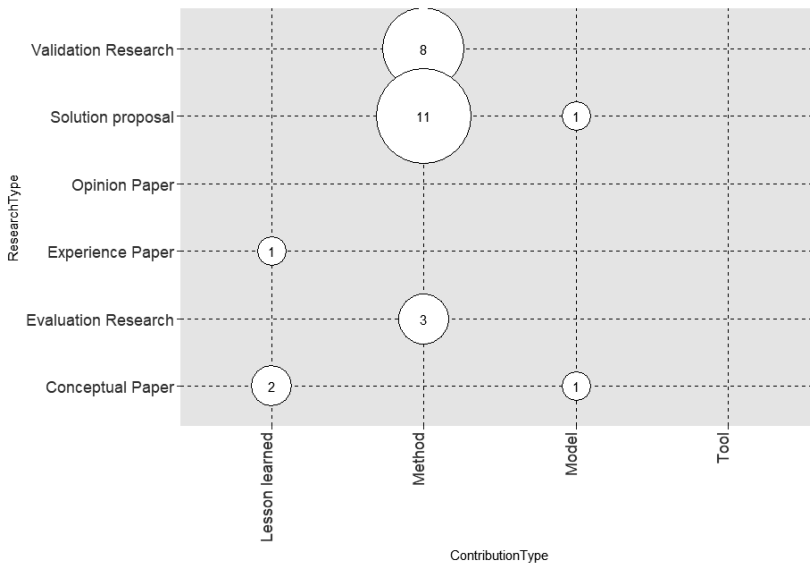 Validation Research
8
Solution proposal
11
1
Opinion Paper
Experience Paper
1
Evaluation Research
3
Conceptual Paper
2
1
ResearchType
Lesson learned
Method
Model
Tool
ContributionType